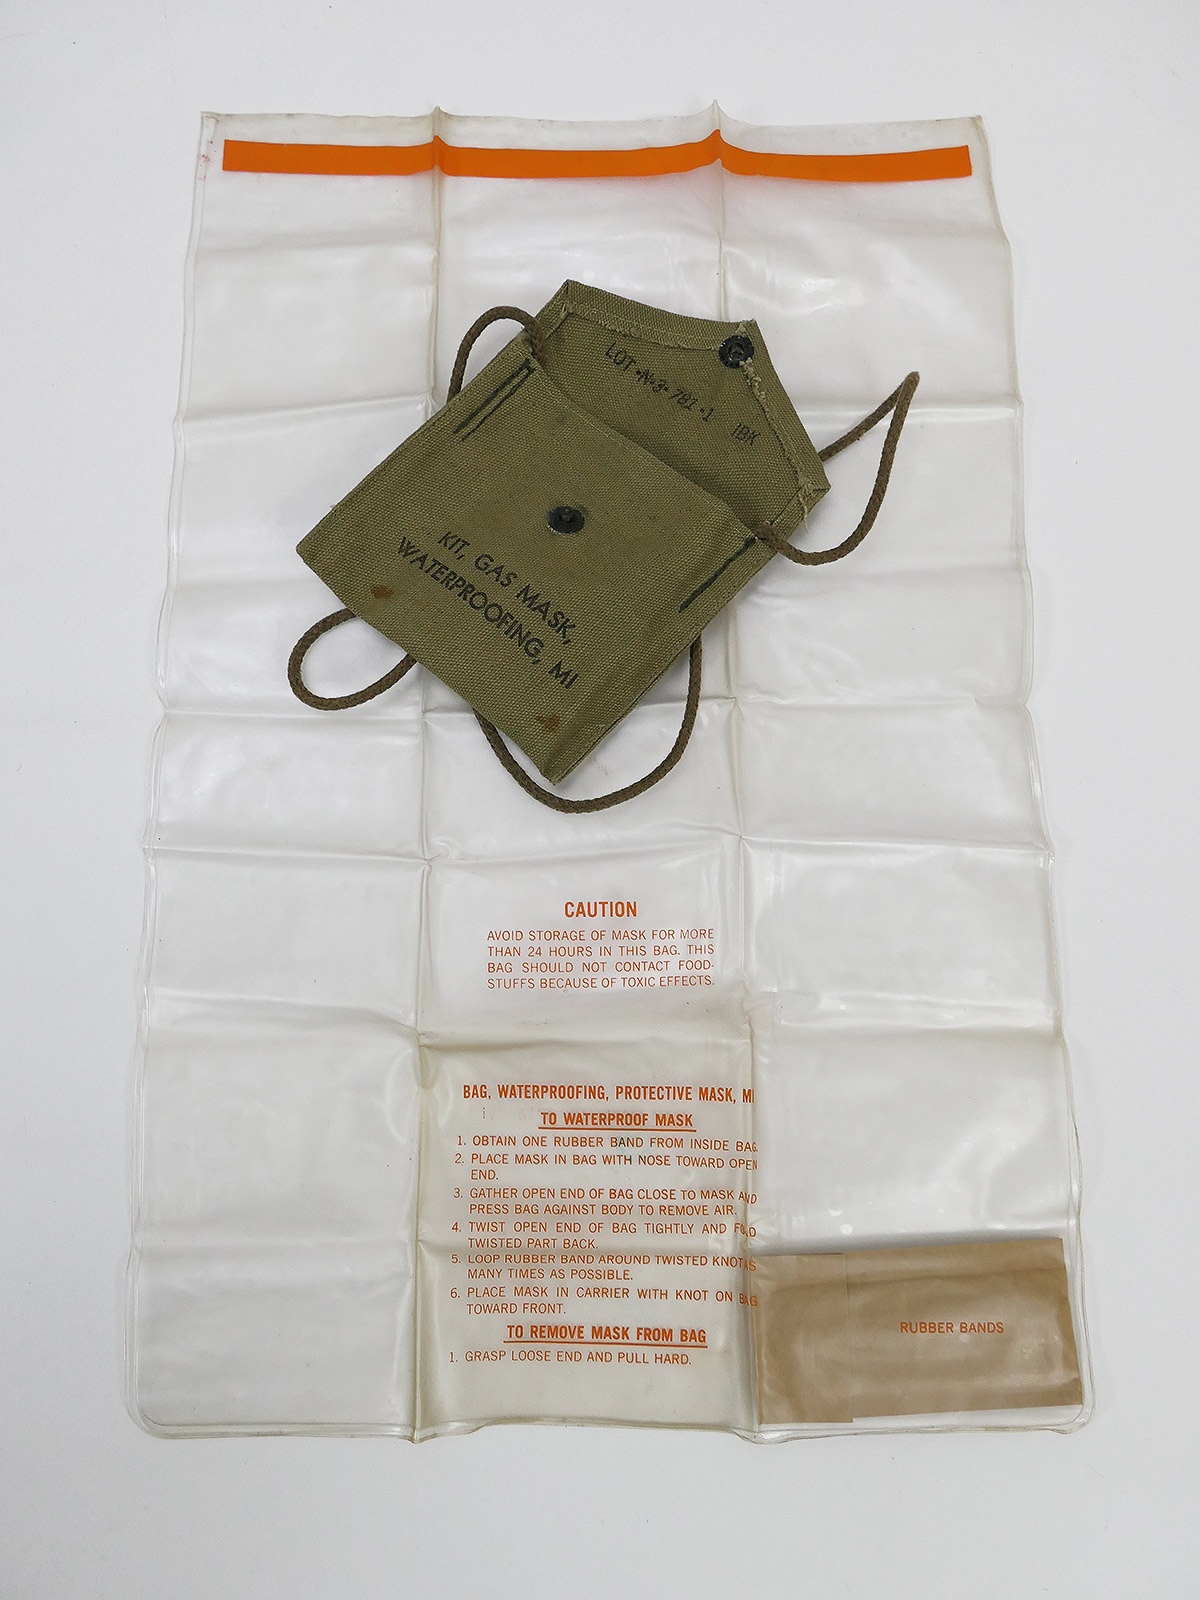 LOT·N·3·781·1 IBK
KIT, GAS MASK,
WATERPROOFING, MI
CAUTION
AVOID STORAGE OF MASK FOR MORE
THAN 24 HOURS IN THIS BAG. THIS
BAG SHOULD NOT CONTACT FOOD-
STUFFS BECAUSE OF TOXIC EFFECTS.
BAG, WATERPROOFING, PROTECTIVE MASK, MI
TO WATERPROOF MASK
1. OBTAIN ONE RUBBER BAND FROM INSIDE BAG.
2. PLACE MASK IN BAG WITH NOSE TOWARD OPEN
END.
3. GATHER OPEN END OF BAG CLOSE TO MASK AND
PRESS BAG AGAINST BODY TO REMOVE AIR.
4. TWIST OPEN END OF BAG TIGHTLY AND FOLD
TWISTED PART BACK.
5. LOOP RUBBER BAND AROUND TWISTED KNOT AS
MANY TIMES AS POSSIBLE.
6. PLACE MASK IN CARRIER WITH KNOT ON BAG
TOWARD FRONT.
TO REMOVE MASK FROM BAG
1. GRASP LOOSE END AND PULL HARD.
RUBBER BANDS